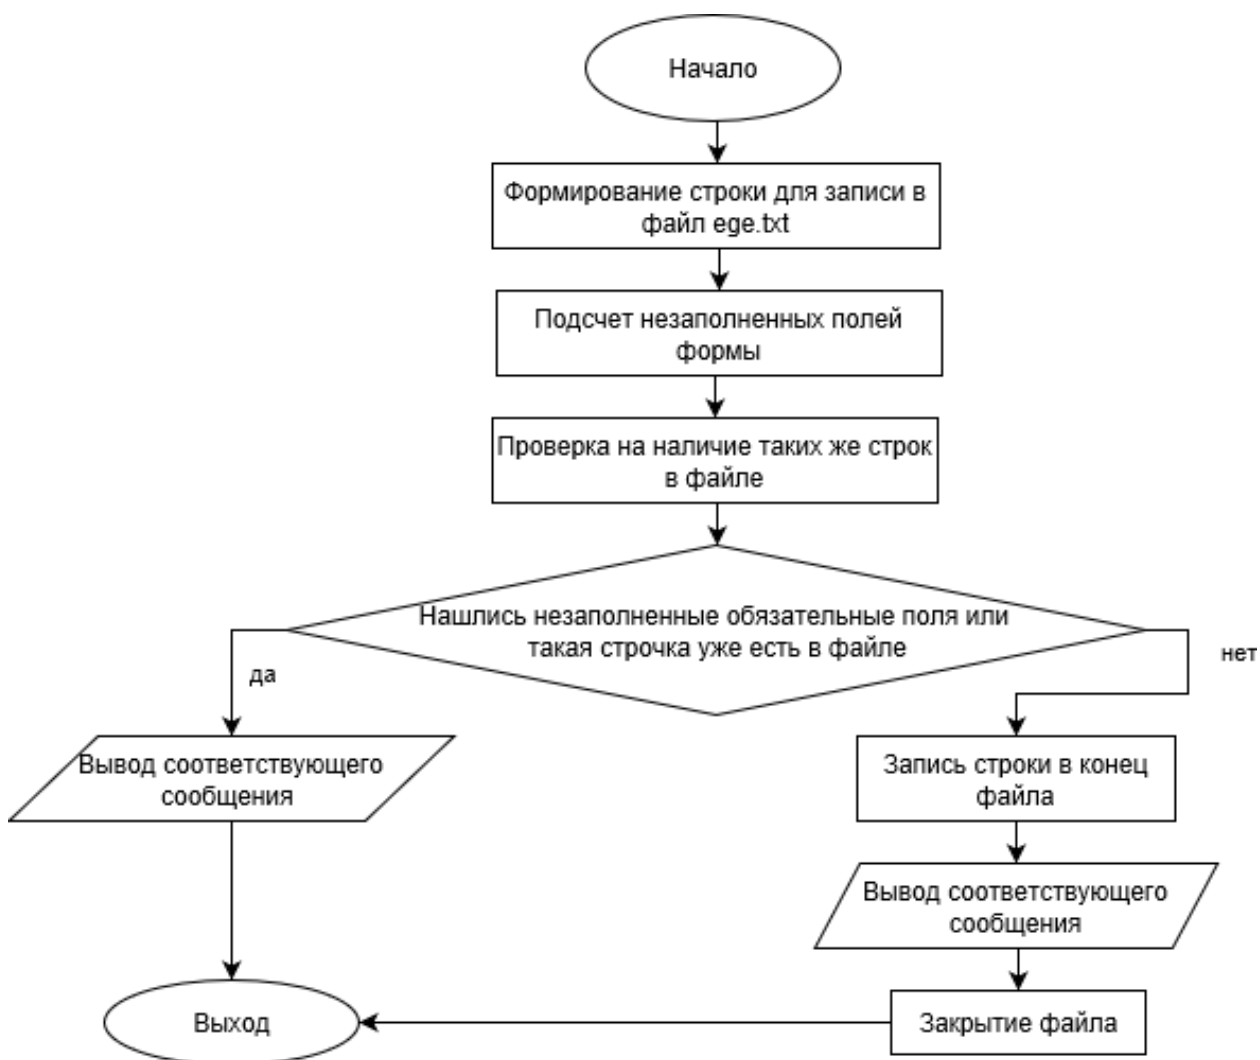 Начало
Формирование строки для записи в
файл ege.txt
Подсчет незаполненных полей
формы
Проверка на наличие таких же строк
в файле
Нашлись незаполненные обязательные поля или
такая строчка уже есть в файле
да
нет
Вывод соответствующего
сообщения
Запись строки в конец
файла
Вывод соответствующего
сообщения
Выход
Закрытие файла